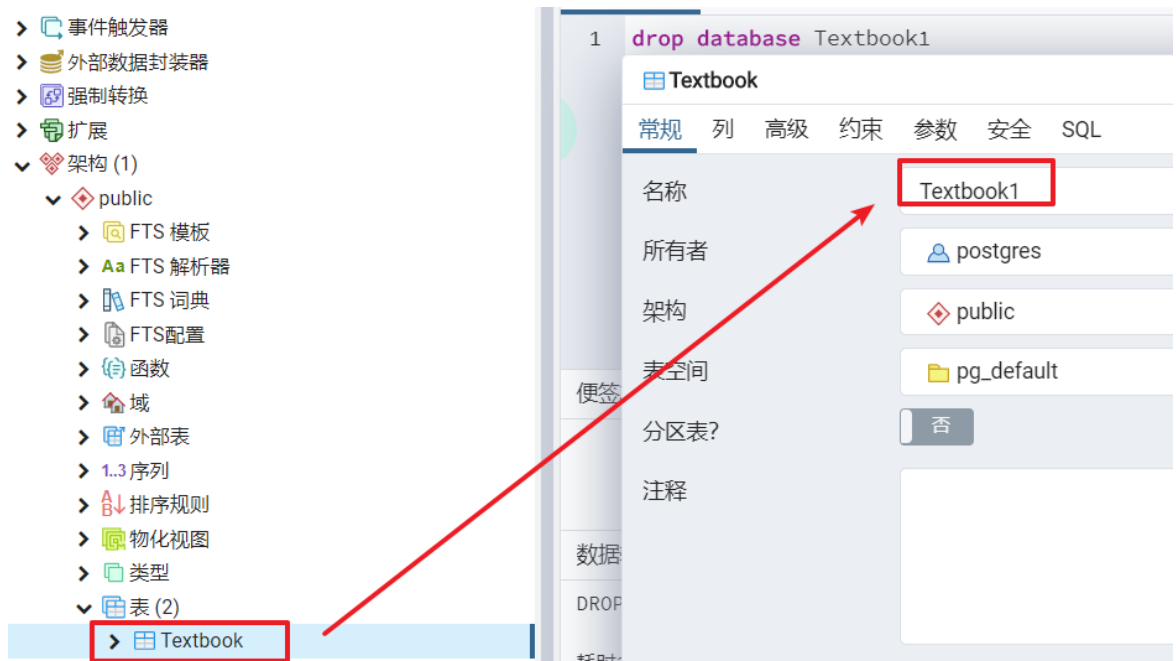 事件触发器
外部数据封装器
强制转换
扩展
架构 (1)
public
FTS 模板
Aa FTS 解析器
FTS 词典
FTS配置
函数
域
外部表
1..3 序列
排序规则
物化视图
类型
表 (2)
Textbook
1 drop database Textbook1
Textbook
常规 列 高级 约束 参数 安全 SQL
名称 Textbook1
所有者 postgres
架构 public
表空间 pg_default
分区表? 否
注释
便签
数据
DROP